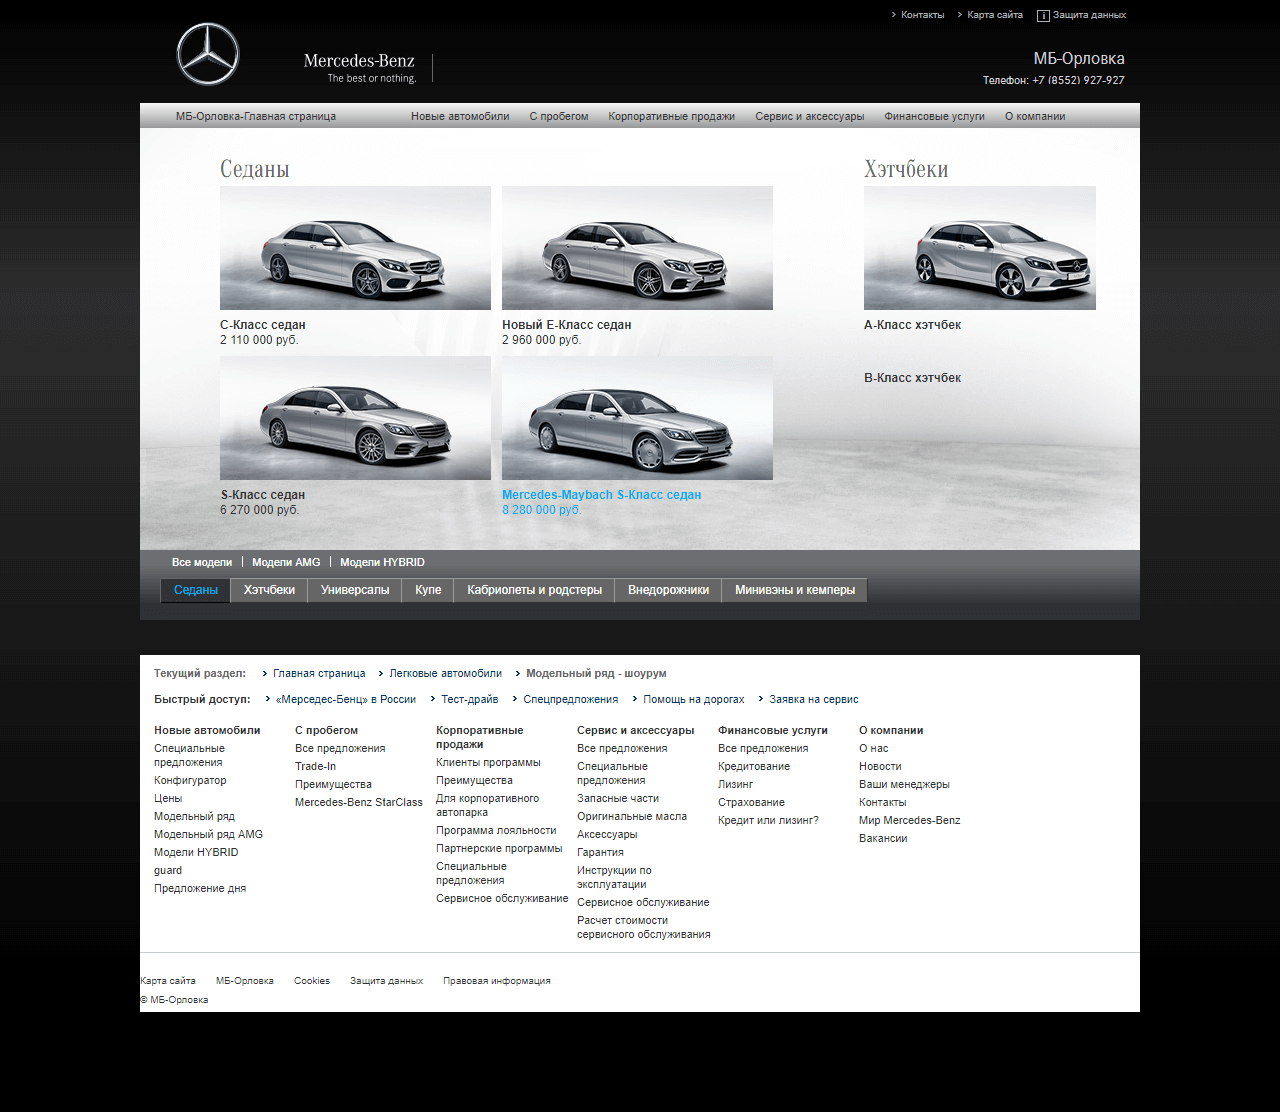 Контакты Карта сайта Защита данных
Mercedes-Benz
The best or nothing.
МБ-Орловка
Телефон: +7 (8552) 927-927
МБ-Орловка-Главная страница Новые автомобили С пробегом Корпоративные продажи Сервис и аксессуары Финансовые услуги О компании
Седаны Хэтчбеки
C-Класс седан Новый E-Класс седан A-Класс хэтчбек
2 110 000 руб. 2 960 000 руб.
B-Класс хэтчбек
S-Класс седан Mercedes-Maybach S-Класс седан
6 270 000 руб. 8 280 000 руб.
Все модели Модели AMG Модели HYBRID
Седаны Хэтчбеки Универсалы Купе Кабриолеты и родстеры Внедорожники Минивэны и кемперы
Текущий раздел: Главная страница Легковые автомобили Модельный ряд - шоурум
Быстрый доступ: «Мерседес-Бенц» в России Тест-драйв Спецпредложения Помощь на дорогах Заявка на сервис
Новые автомобили
Специальные
предложения
Конфигуратор
Цены
Модельный ряд
Модельный ряд AMG
Модели HYBRID
guard
Предложение дня
С пробегом
Все предложения
Trade-In
Преимущества
Mercedes-Benz StarClass
Корпоративные
продажи
Клиенты программы
Преимущества
Для корпоративного
автопарка
Программа лояльности
Партнерские программы
Специальные
предложения
Сервисное обслуживание
Сервис и аксессуары
Все предложения
Специальные
предложения
Запасные части
Оригинальные масла
Аксессуары
Гарантия
Инструкции по
эксплуатации
Сервисное обслуживание
Расчет стоимости
сервисного обслуживания
Финансовые услуги
Все предложения
Кредитование
Лизинг
Страхование
Кредит или лизинг?
О компании
О нас
Новости
Ваши менеджеры
Контакты
Мир Mercedes-Benz
Вакансии
Карта сайта МБ-Орловка Cookies Защита данных Правовая информация
© МБ-Орловка